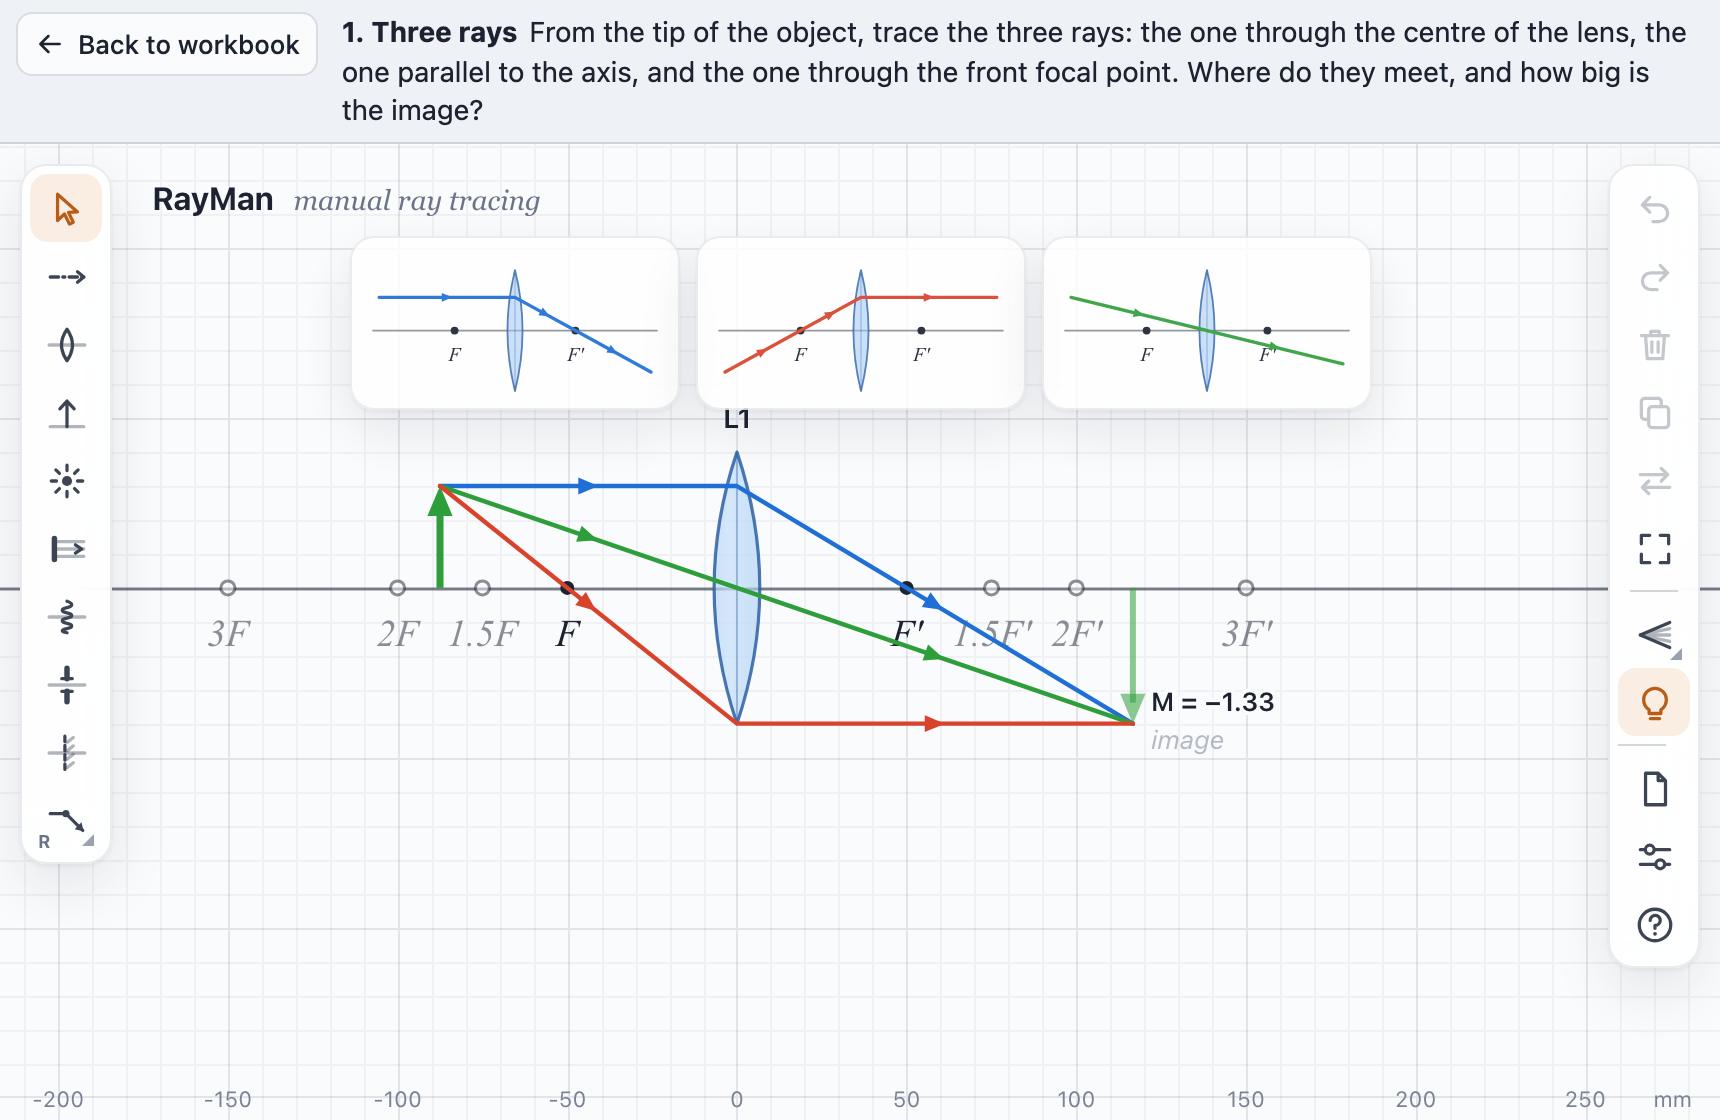 ← Back to workbook
1. Three rays From the tip of the object, trace the three rays: the one through the centre of the lens, the
one parallel to the axis, and the one through the front focal point. Where do they meet, and how big is
the image?
RayMan manual ray tracing
F F'
F F'
F F'
L1
3F 2F 1.5F F F' 1.5F' 2F' 3F'
M = −1.33
image
R
-200 -150 -100 -50 0 50 100 150 200 250 mm